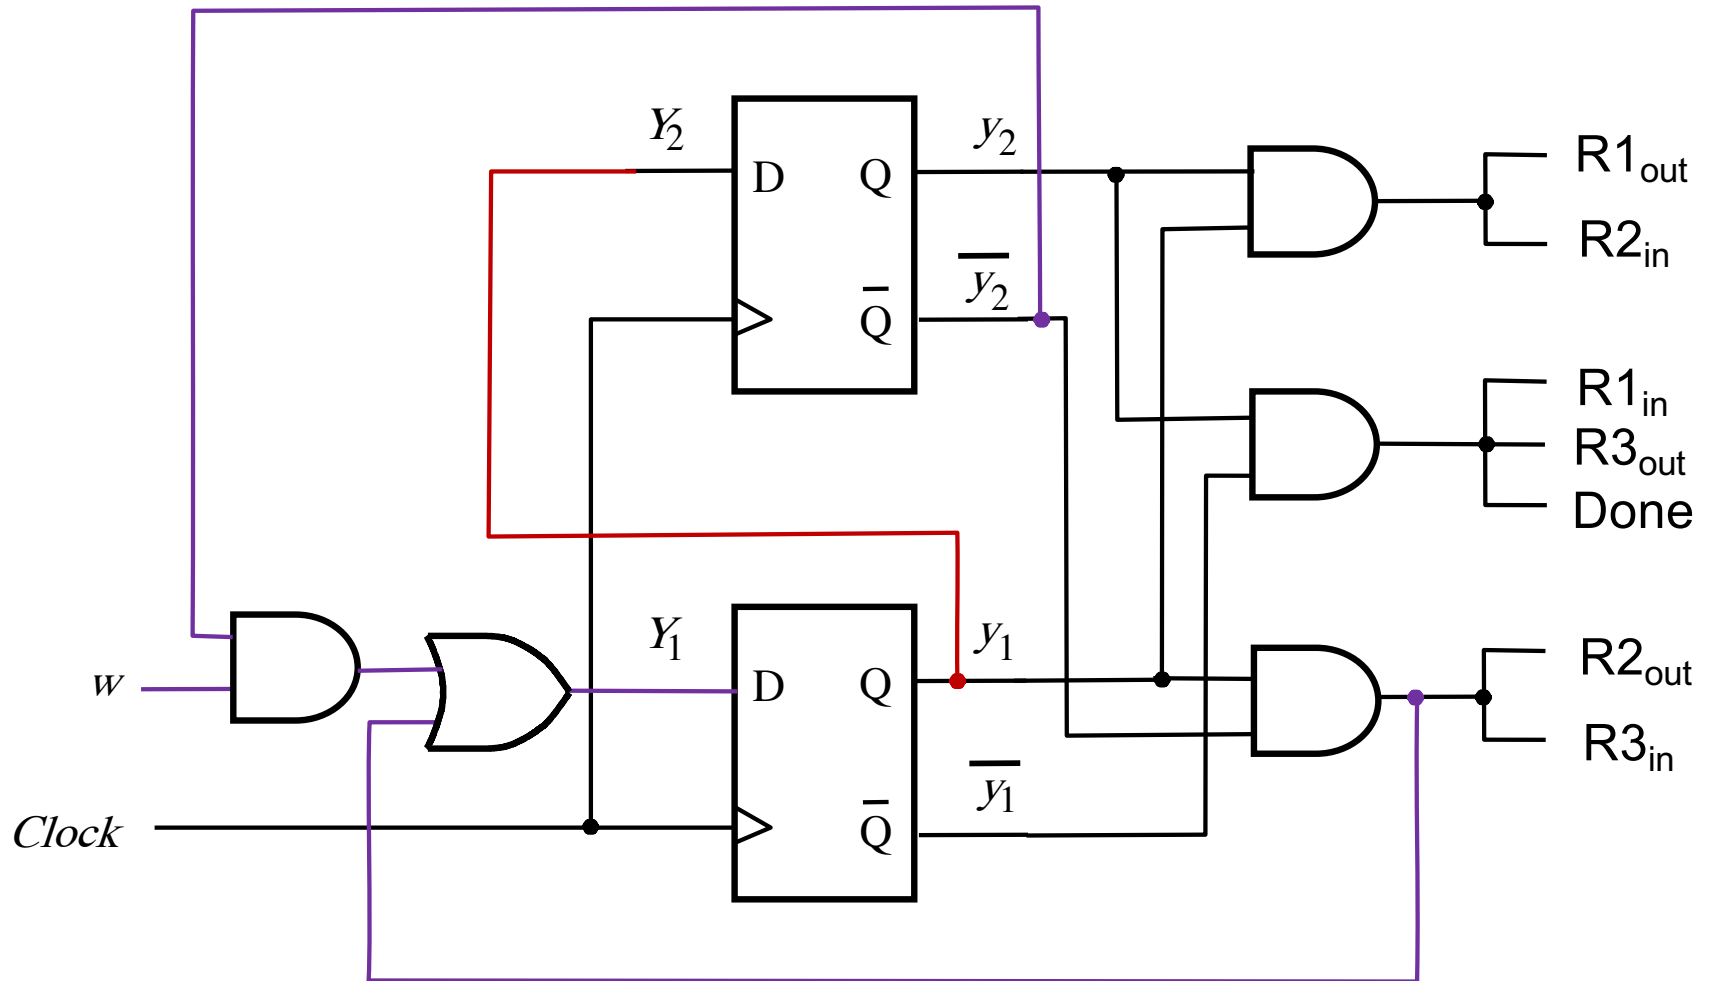 Y₂
D
Q
y₂
Q̅
y₂̅
R1out
R2in
R1in
R3out
Done
w
Y₁
D
Q
y₁
R2out
R3in
Clock
Q̅
y₁̅